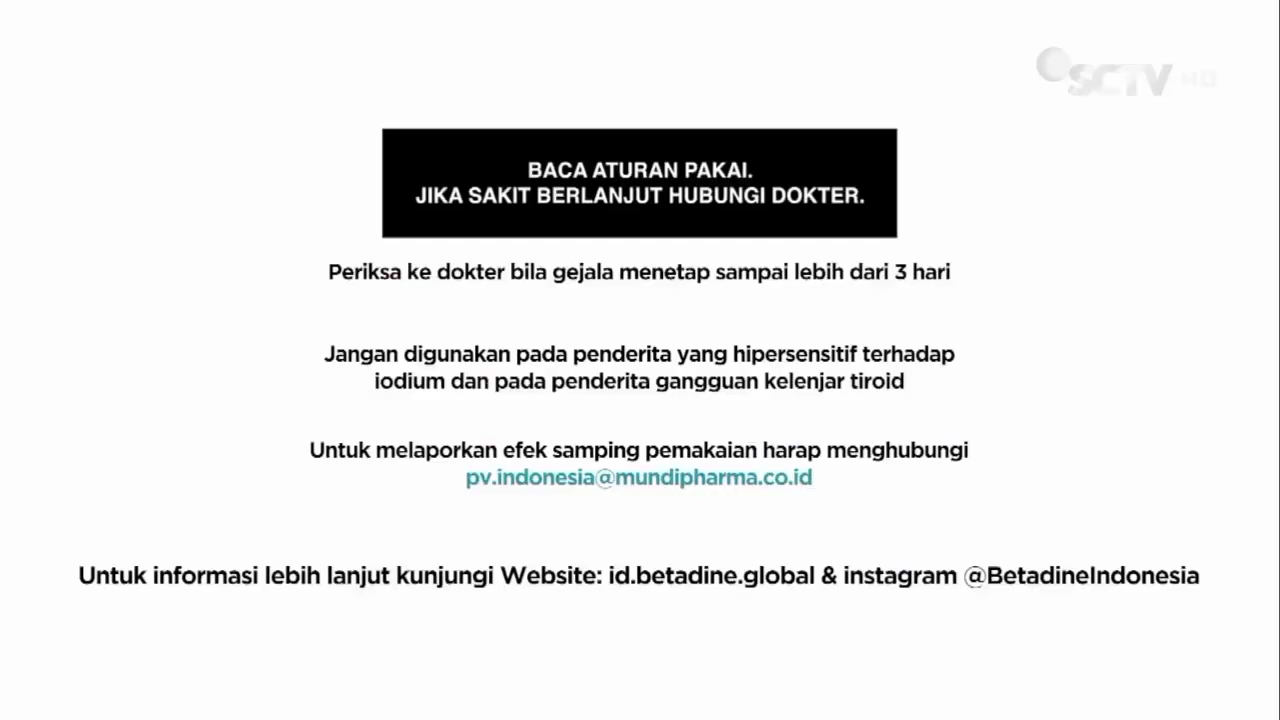 SCTV HD
BACA ATURAN PAKAI.
JIKA SAKIT BERLANJUT HUBUNGI DOKTER.
Periksa ke dokter bila gejala menetap sampai lebih dari 3 hari
Jangan digunakan pada penderita yang hipersensitif terhadap
iodium dan pada penderita gangguan kelenjar tiroid
Untuk melaporkan efek samping pemakaian harap menghubungi
pv.indonesia@mundipharma.co.id
Untuk informasi lebih lanjut kunjungi Website: id.betadine.global & instagram @BetadineIndonesia